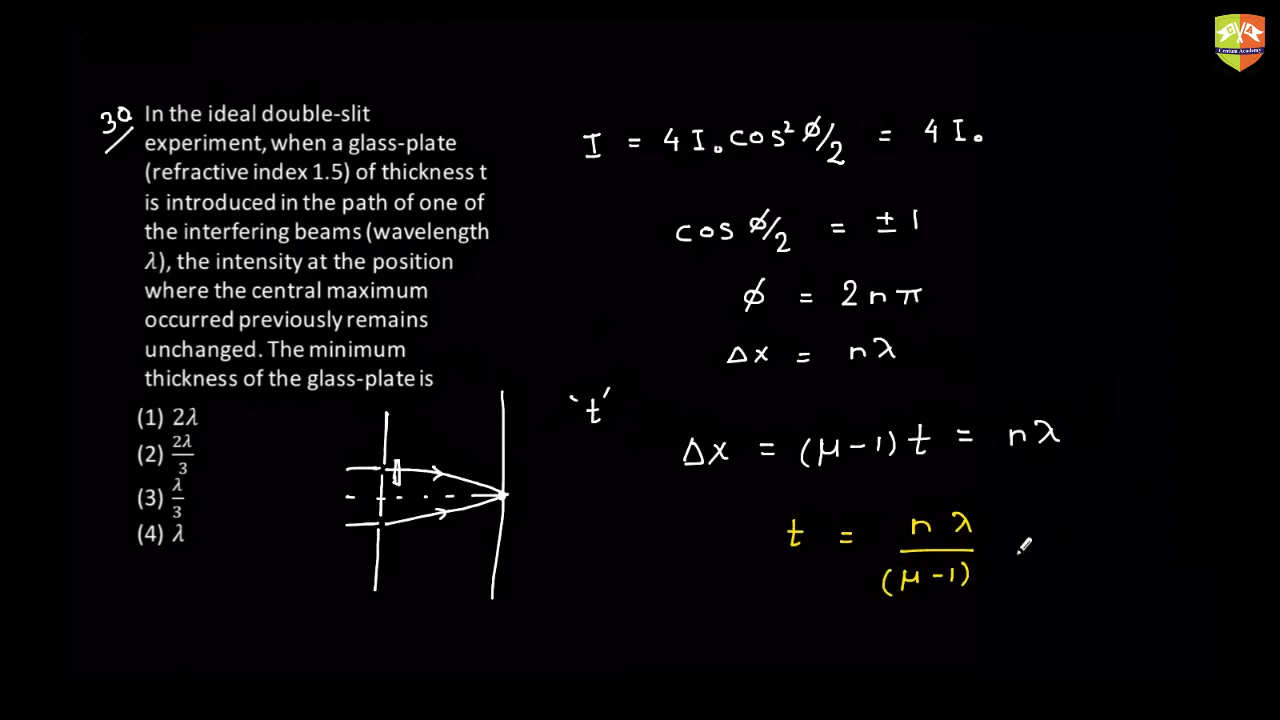 30/ In the ideal double-slit
experiment, when a glass-plate
(refractive index 1.5) of thickness t
is introduced in the path of one of
the interfering beams (wavelength
λ), the intensity at the position
where the central maximum
occurred previously remains
unchanged. The minimum
thickness of the glass-plate is
(1) 2λ
(2) 2λ/3
(3) λ/3
(4) λ
I = 4 I₀ cos² ϕ/2 = 4 I₀
cos ϕ/2 = ± 1
ϕ = 2nπ
Δx = nλ
't'
Δx = (μ-1) t = nλ
t = nλ/(μ-1)
Centum Academy